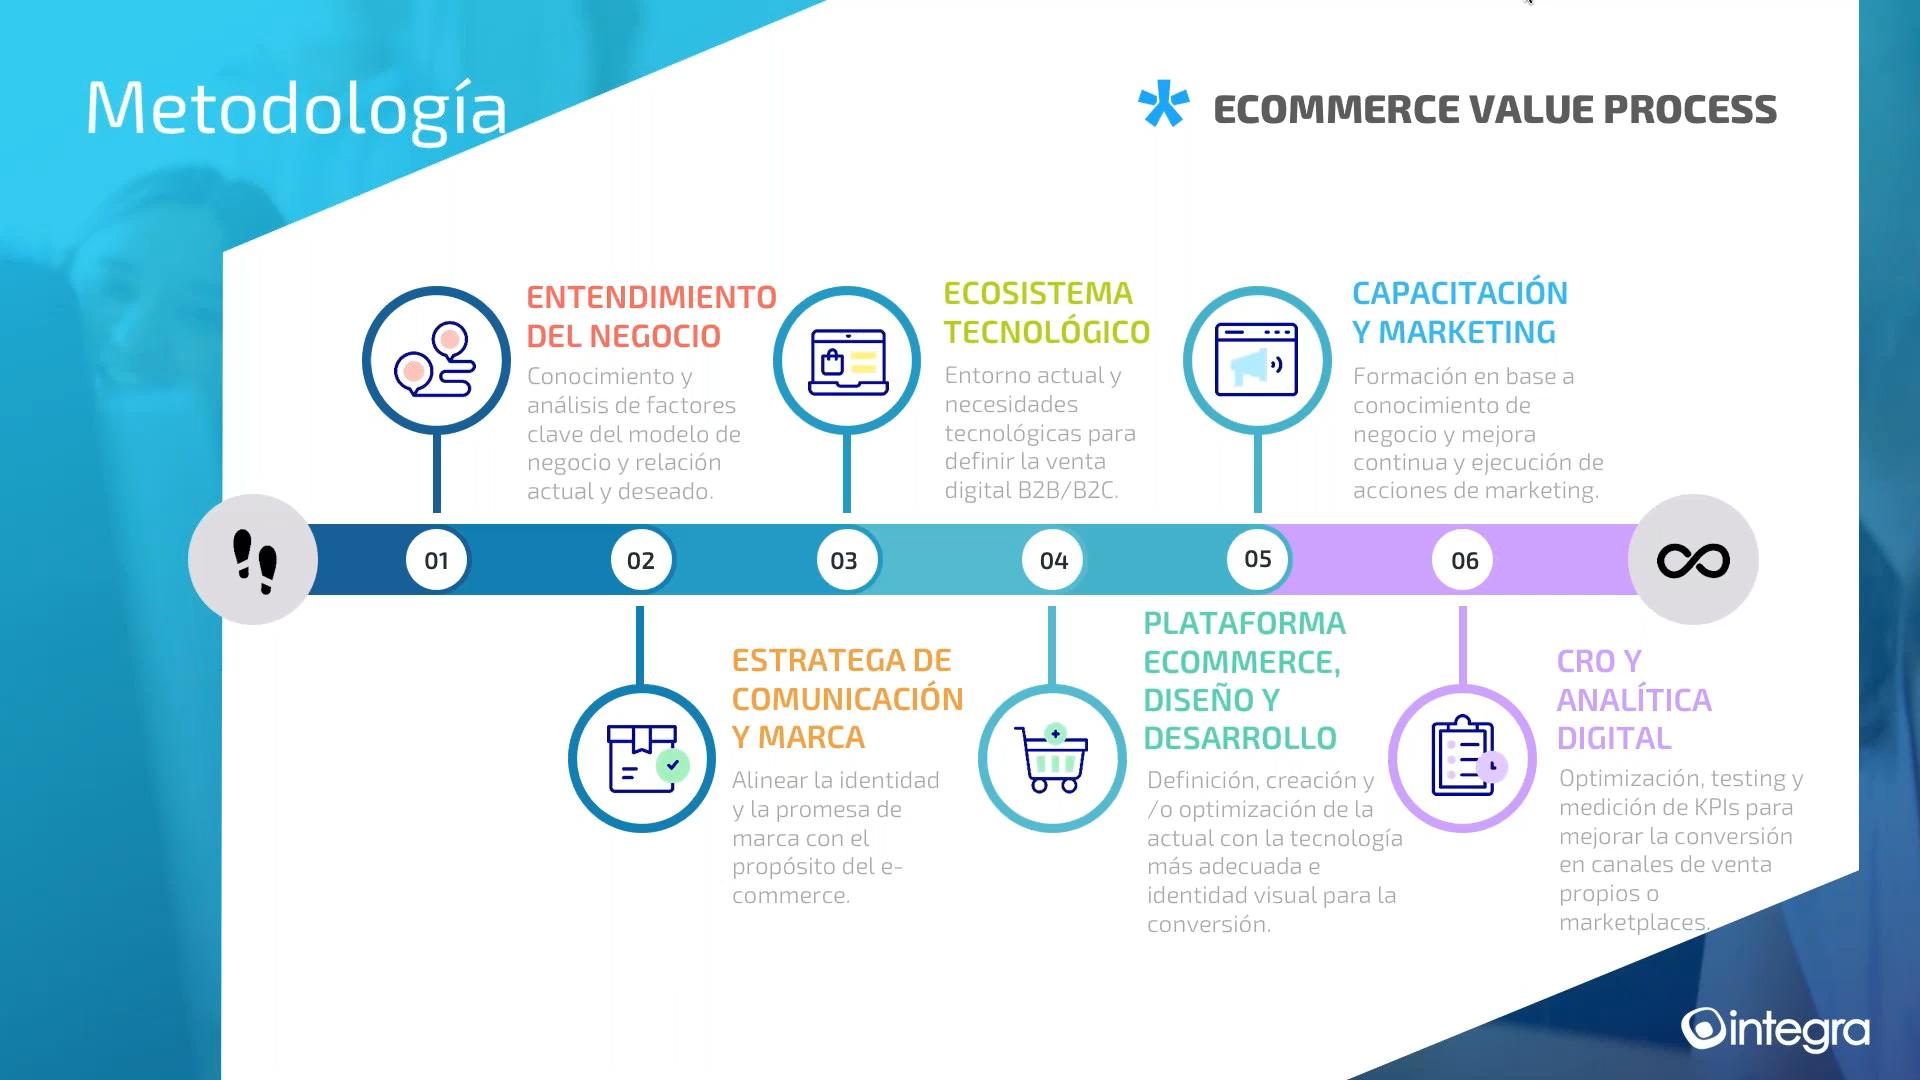 Metodología
ECOMMERCE VALUE PROCESS
ENTENDIMIENTO
DEL NEGOCIO
Conocimiento y
análisis de factores
clave del modelo de
negocio y relación
actual y deseado.
ECOSISTEMA
TECNOLÓGICO
Entorno actual y
necesidades
tecnológicas para
definir la venta
digital B2B/B2C.
CAPACITACIÓN
Y MARKETING
Formación en base a
conocimiento de
negocio y mejora
continua y ejecución de
acciones de marketing.
01
02
03
04
05
06
ESTRATEGA DE
COMUNICACIÓN
Y MARCA
Alinear la identidad
y la promesa de
marca con el
propósito del e-
commerce.
PLATAFORMA
ECOMMERCE,
DISEÑO Y
DESARROLLO
Definición, creación y
/o optimización de la
actual con la tecnología
más adecuada e
identidad visual para la
conversión.
CRO Y
ANALÍTICA
DIGITAL
Optimización, testing y
medición de KPIs para
mejorar la conversión
en canales de venta
propios o
marketplaces.
integra